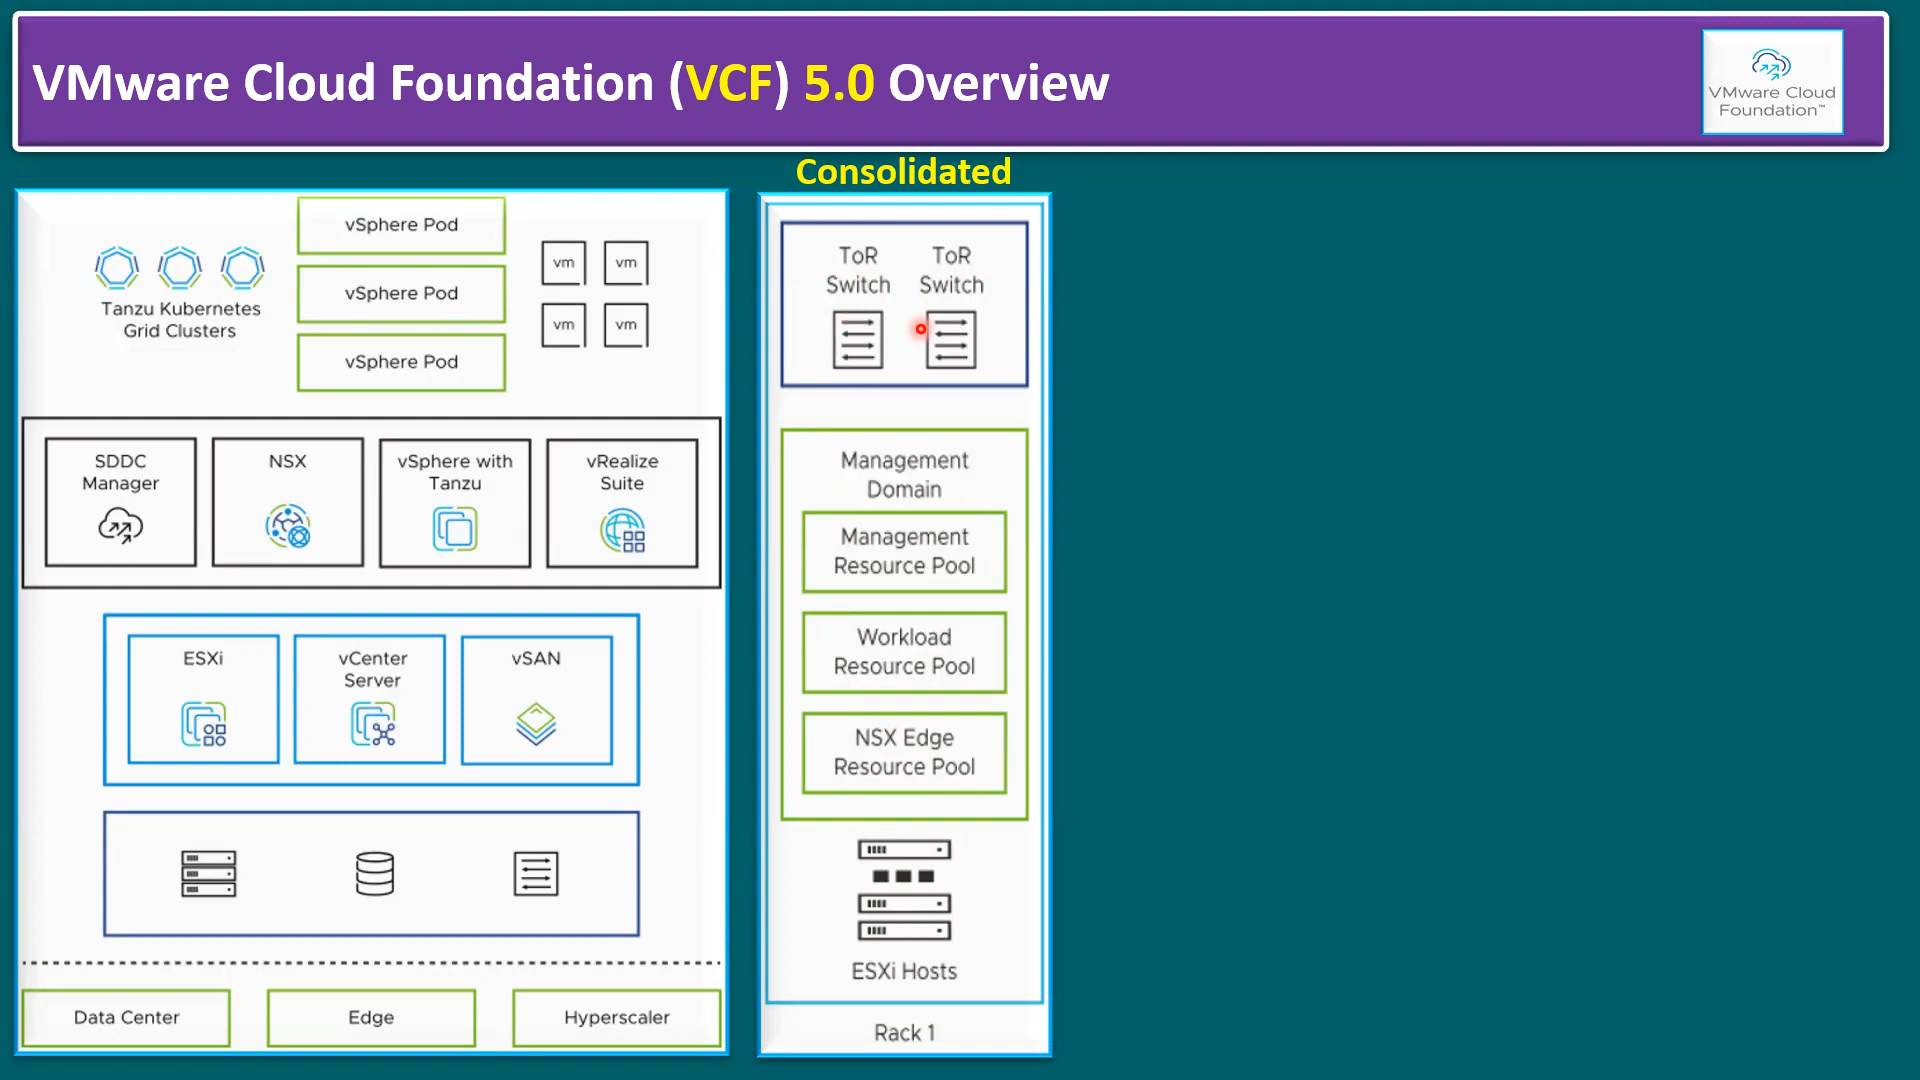 VMware Cloud Foundation (VCF) 5.0 Overview
VMware Cloud
Foundation™
Consolidated
Tanzu Kubernetes
Grid Clusters
vSphere Pod
vSphere Pod
vSphere Pod
vm
vm
vm
vm
SDDC
Manager
NSX
vSphere with
Tanzu
vRealize
Suite
ESXi
vCenter
Server
vSAN
Data Center
Edge
Hyperscaler
ToR
Switch
ToR
Switch
Management
Domain
Management
Resource Pool
Workload
Resource Pool
NSX Edge
Resource Pool
ESXi Hosts
Rack 1